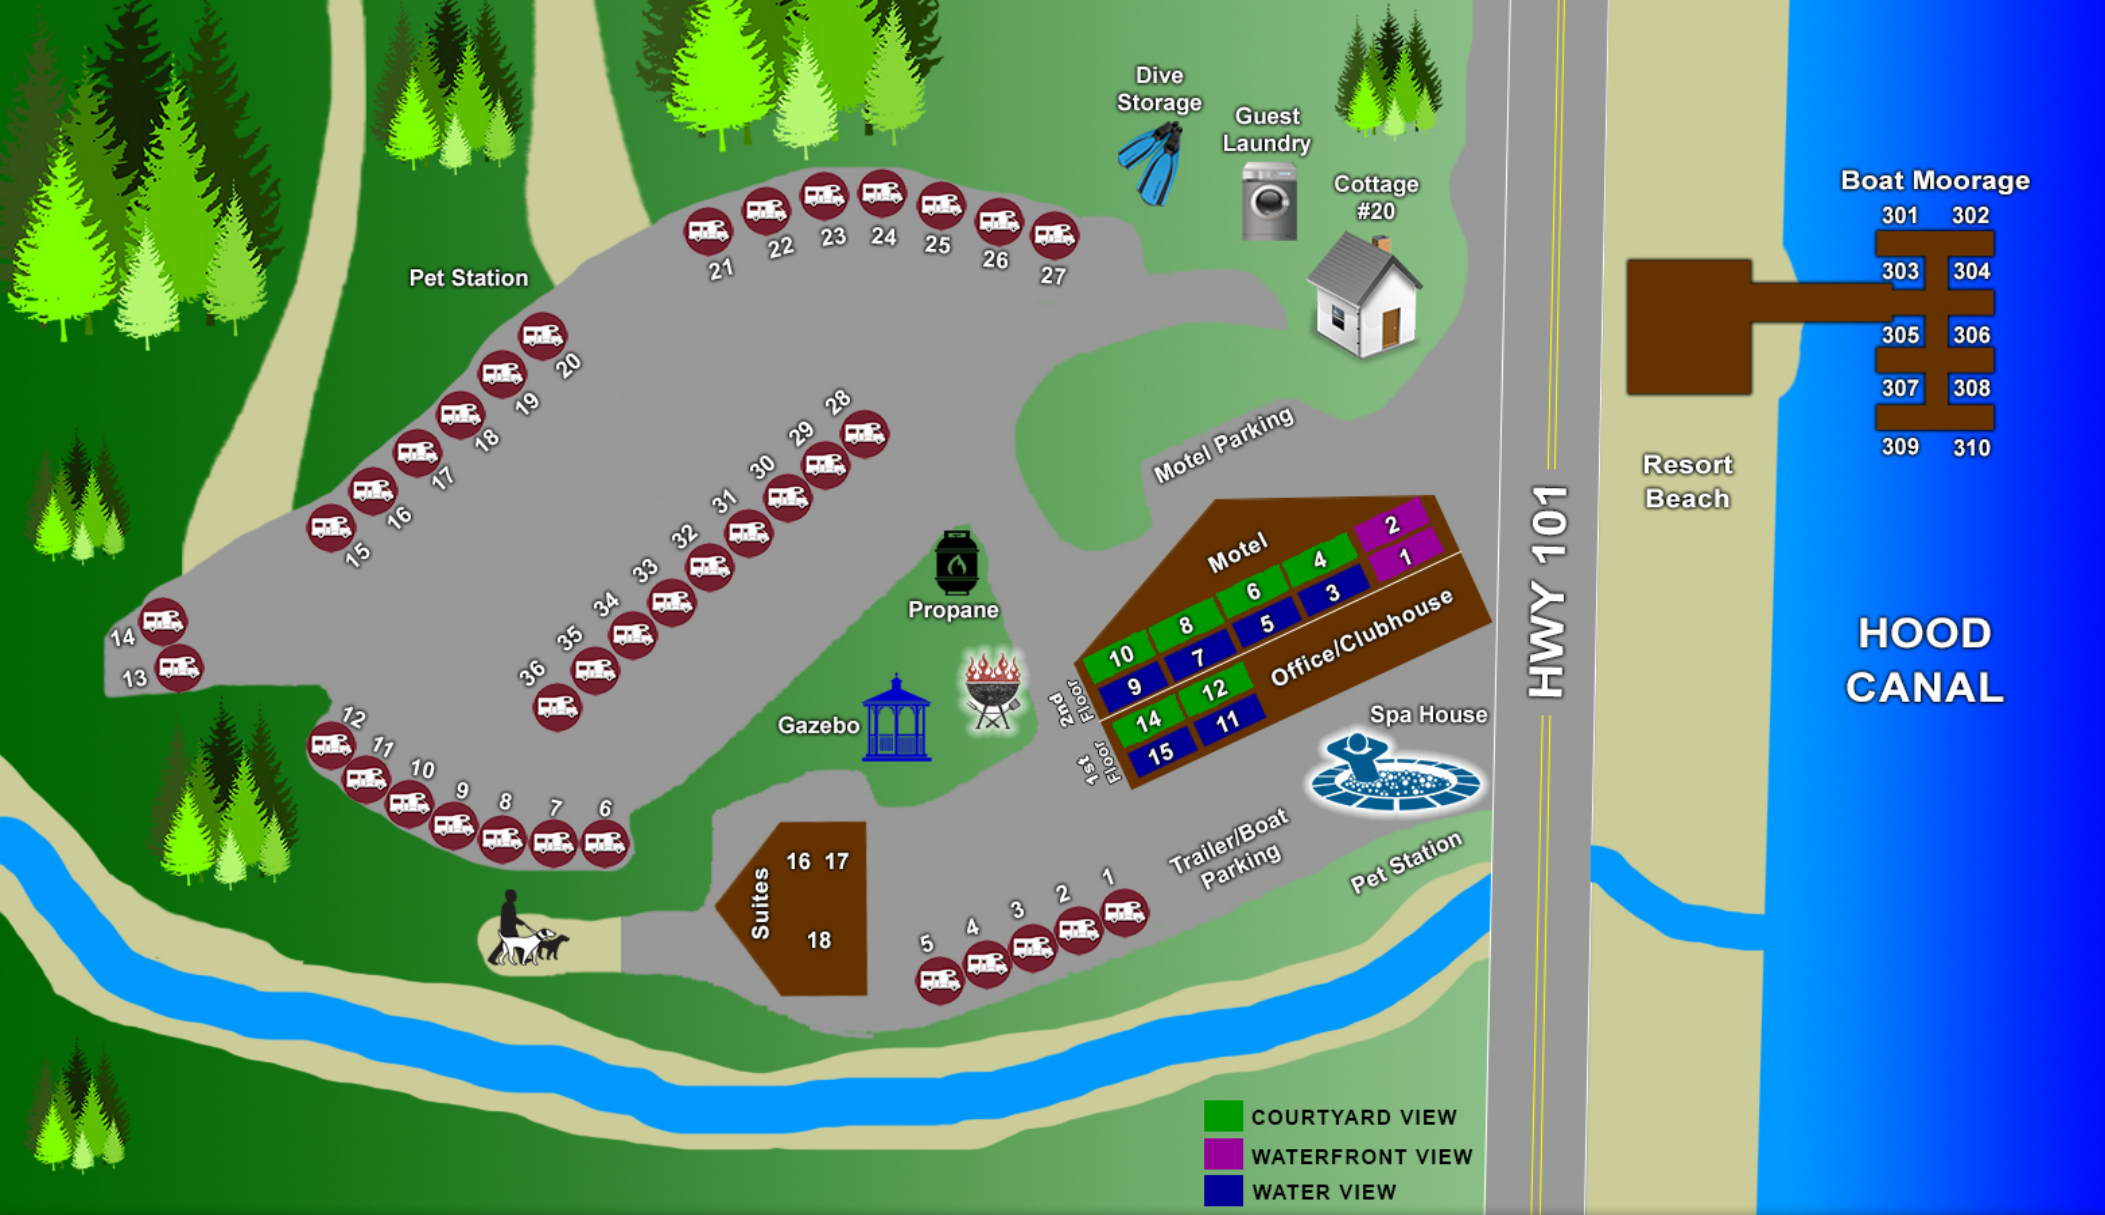 Dive
Storage
Guest
Laundry
Cottage
#20
Boat Moorage
301 302
303 304
305 306
307 308
309 310
Pet Station
21
22
23
24
25
26
27
20
19
18
17
16
15
14
13
28
29
30
31
32
33
34
35
36
12
11
10
9
8
7
6
Motel Parking
Resort
Beach
HWY 101
HOOD
CANAL
Propane
Gazebo
Motel
2
4
6
8
10
1
3
5
7
9
2nd
Floor
Office/Clubhouse
12
14
11
15
1st
Floor
Spa House
Trailer/Boat
Parking
Pet Station
Suites
16 17
18
1
2
3
4
5
COURTYARD VIEW
WATERFRONT VIEW
WATER VIEW